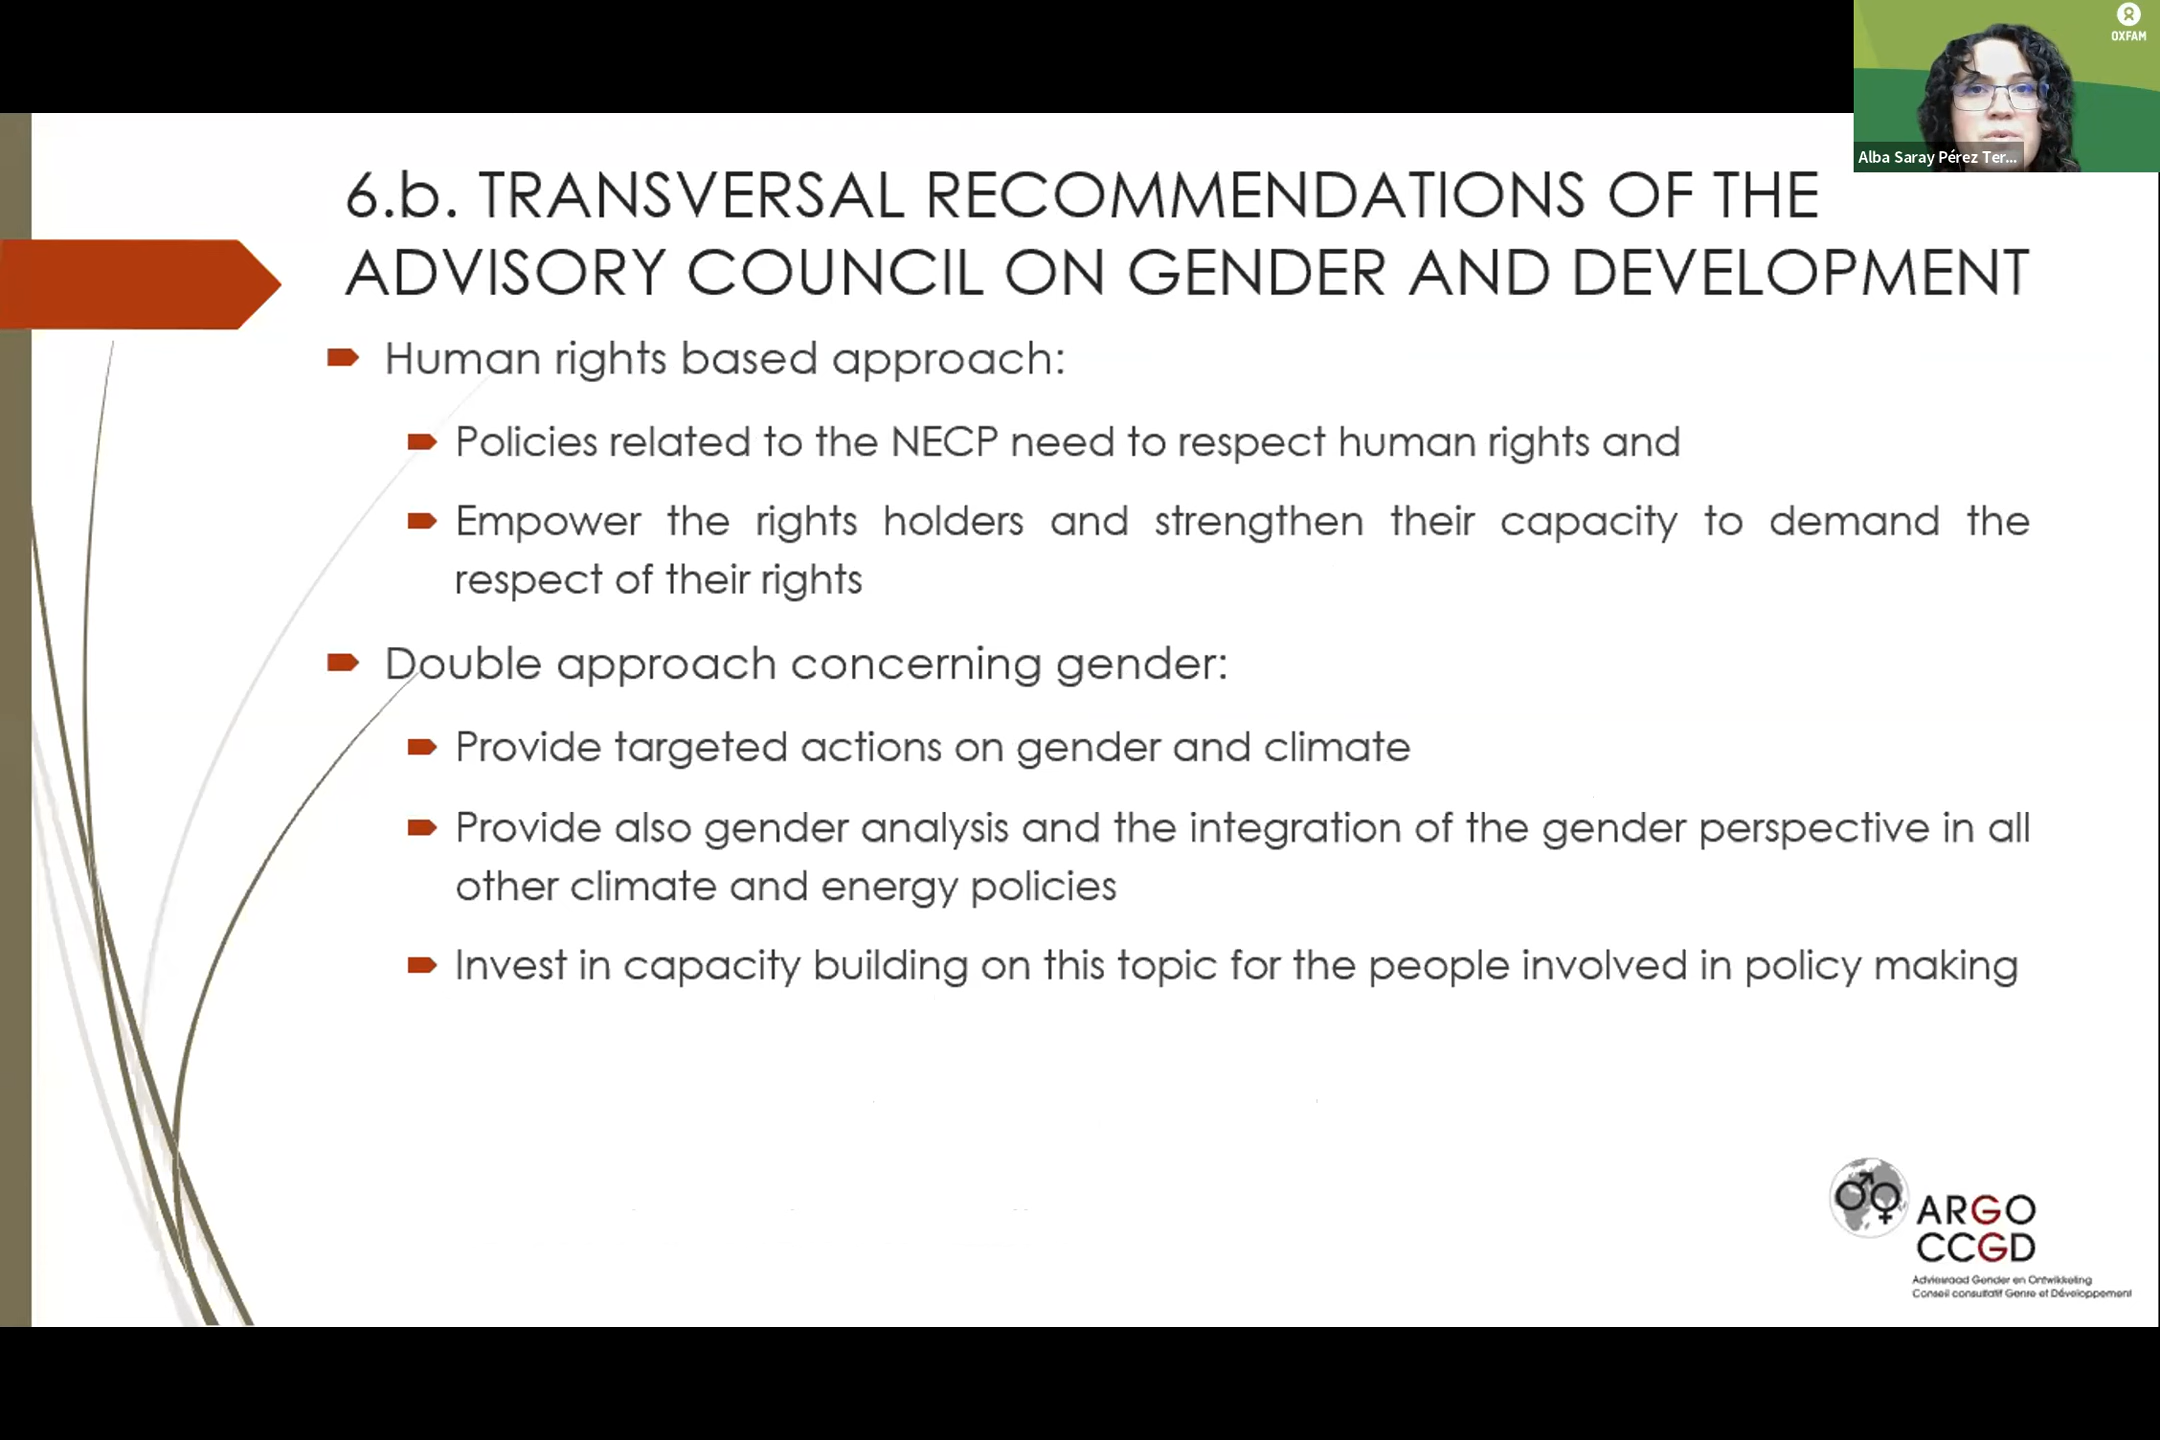 OXFAM
Alba Saray Pérez Ter...
6.b. TRANSVERSAL RECOMMENDATIONS OF THE
ADVISORY COUNCIL ON GENDER AND DEVELOPMENT
Human rights based approach:
Policies related to the NECP need to respect human rights and
Empower the rights holders and strengthen their capacity to demand the
respect of their rights
Double approach concerning gender:
Provide targeted actions on gender and climate
Provide also gender analysis and the integration of the gender perspective in all
other climate and energy policies
Invest in capacity building on this topic for the people involved in policy making
ARGO
CCGD
Adviesraad Gender en Ontwikkeling
Conseil consultatif Genre et Développement